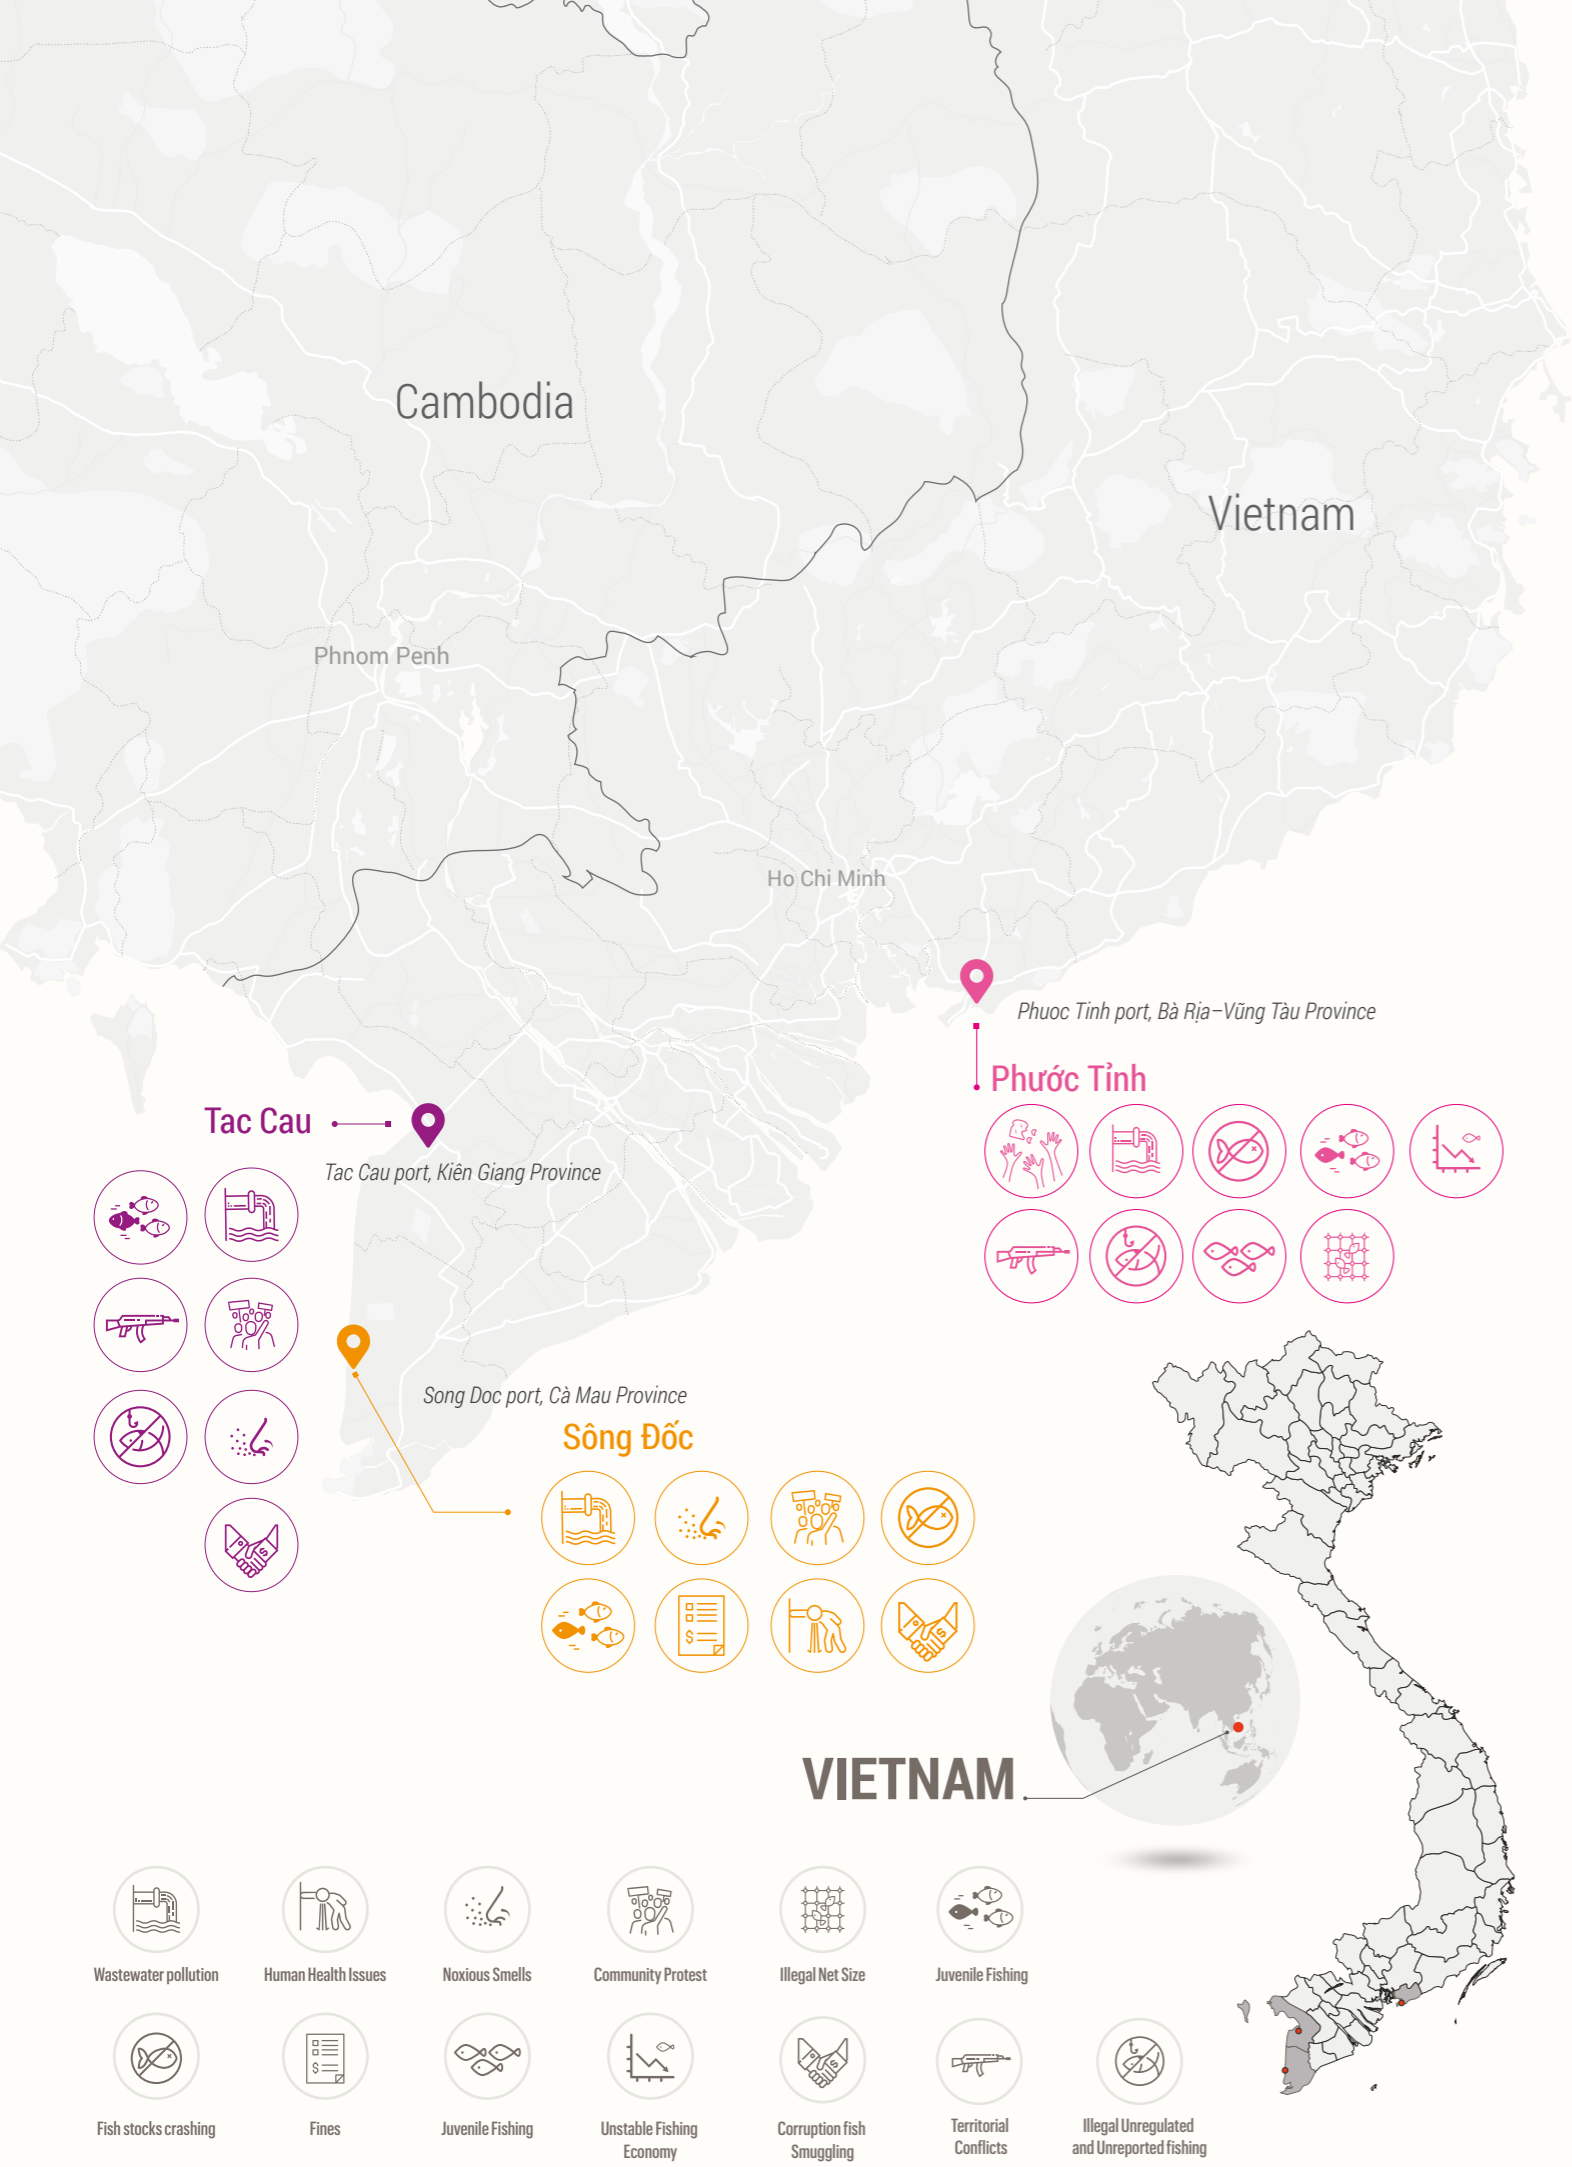 Cambodia
Vietnam
Phnom Penh
Ho Chi Minh
Phuoc Tinh port, Bà Rịa–Vũng Tàu Province
Phước Tỉnh
Tac Cau
Tac Cau port, Kiên Giang Province
Song Doc port, Cà Mau Province
Sông Đốc
VIETNAM
Wastewater pollution
Human Health Issues
Noxious Smells
Community Protest
Illegal Net Size
Juvenile Fishing
Fish stocks crashing
Fines
Juvenile Fishing
Unstable Fishing
Economy
Corruption fish
Smuggling
Territorial
Conflicts
Illegal Unregulated
and Unreported fishing